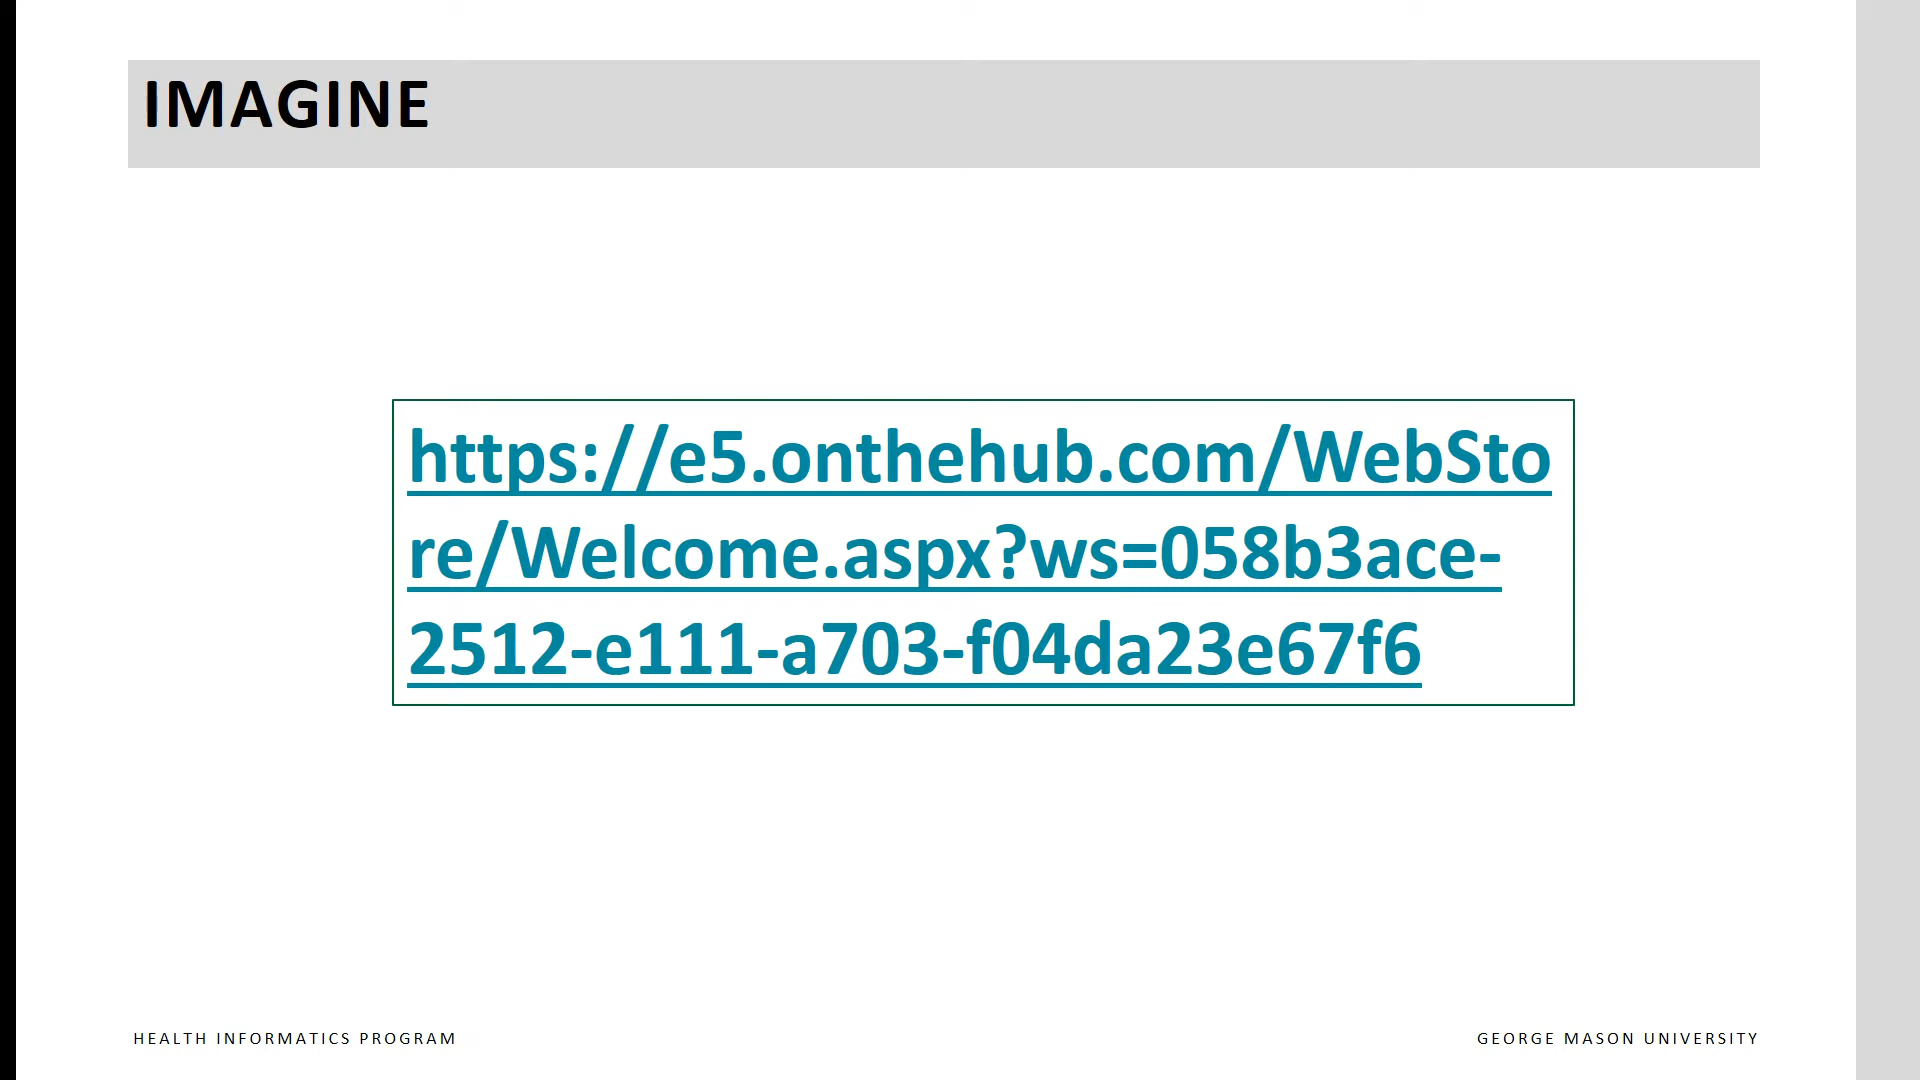 IMAGINE
https://e5.onthehub.com/WebSto
re/Welcome.aspx?ws=058b3ace-
2512-e111-a703-f04da23e67f6
HEALTH INFORMATICS PROGRAM
GEORGE MASON UNIVERSITY